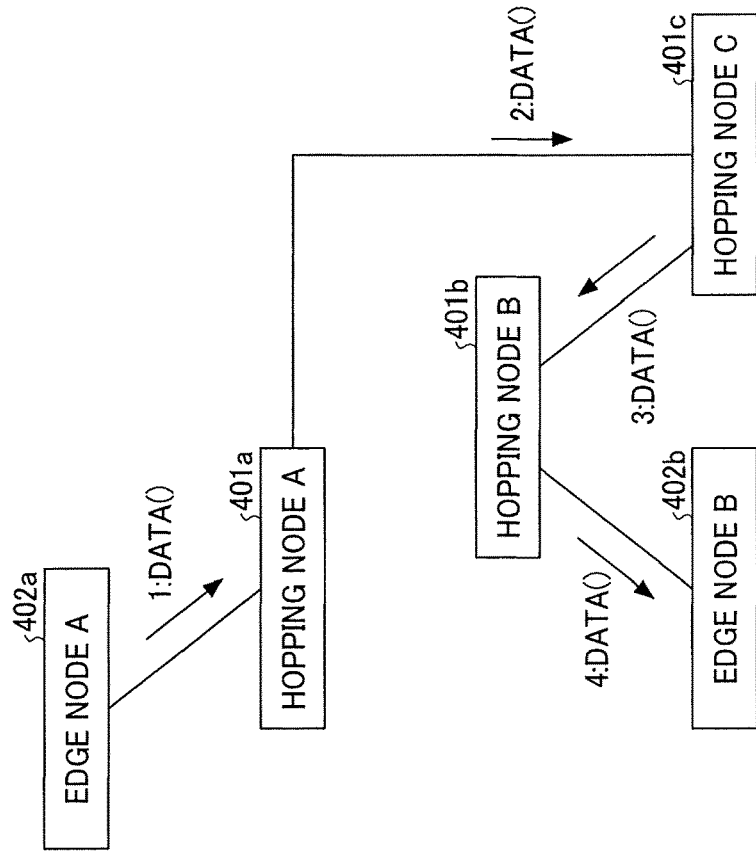 402a
EDGE NODE A
1:DATA()
401a
HOPPING NODE A
2:DATA()
401b
HOPPING NODE B
401c
HOPPING NODE C
3:DATA()
4:DATA()
402b
EDGE NODE B